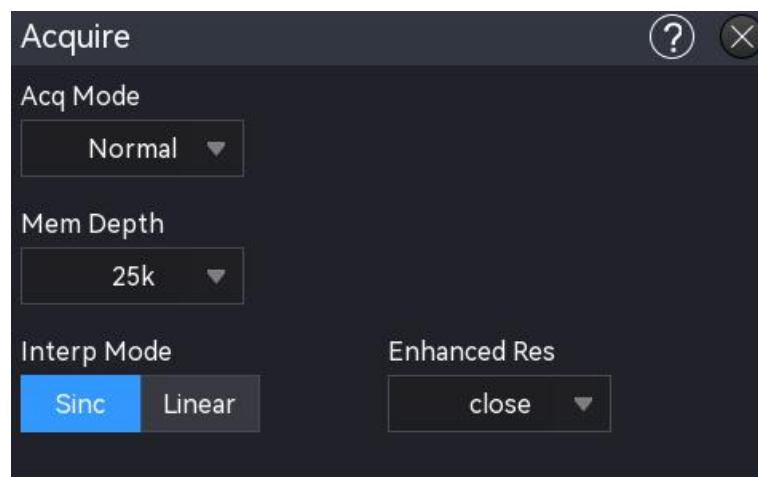 Acquire ?
Acq Mode
Normal
Mem Depth
25k
Interp Mode Enhanced Res
Sinc Linear close